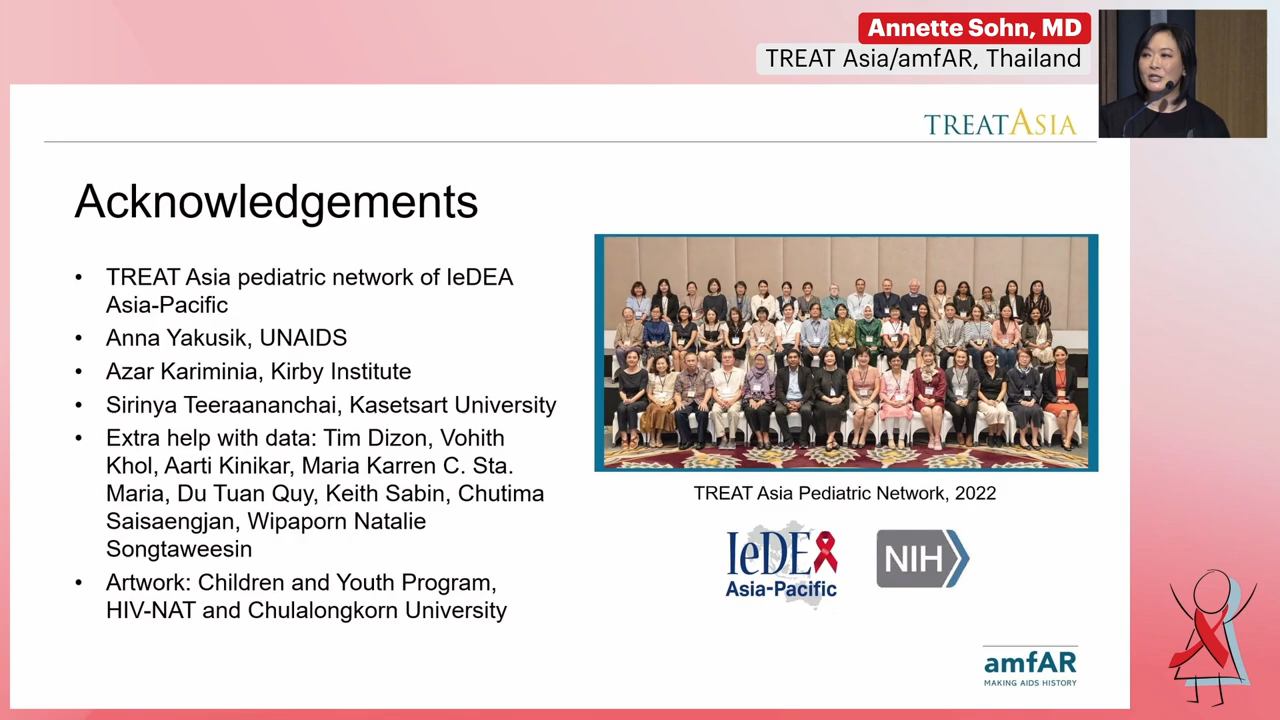 Annette Sohn, MD
TREAT Asia/amfAR, Thailand
TREATASIA
Acknowledgements
• TREAT Asia pediatric network of IeDEA
Asia-Pacific
• Anna Yakusik, UNAIDS
• Azar Kariminia, Kirby Institute
• Sirinya Teeraananchai, Kasetsart University
• Extra help with data: Tim Dizon, Vohith
Khol, Aarti Kinikar, Maria Karren C. Sta.
Maria, Du Tuan Quy, Keith Sabin, Chutima
Saisaengjan, Wipaporn Natalie
Songtaweesin
• Artwork: Children and Youth Program,
HIV-NAT and Chulalongkorn University
TREAT Asia Pediatric Network, 2022
IeDEA
Asia-Pacific
NIH
amfAR
MAKING AIDS HISTORY